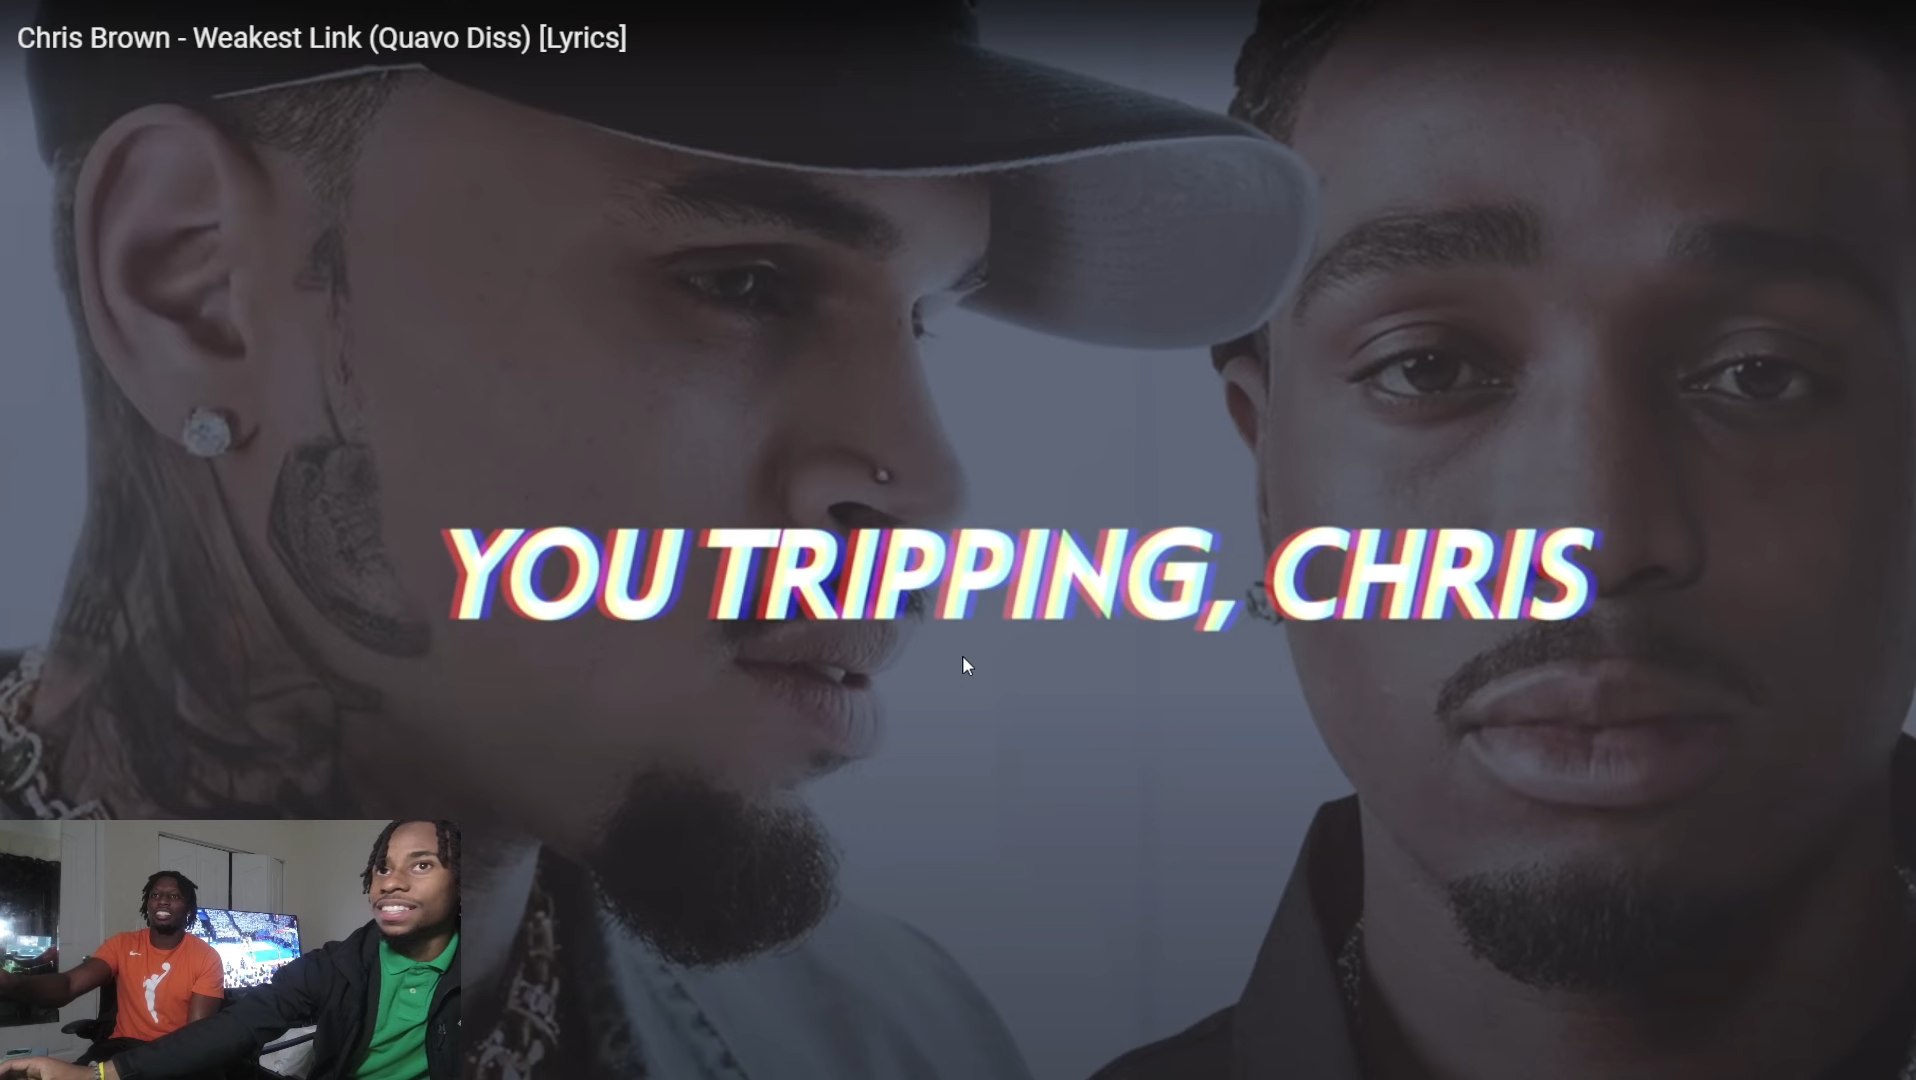 Chris Brown - Weakest Link (Quavo Diss) [Lyrics]
YOU TRIPPING, CHRIS